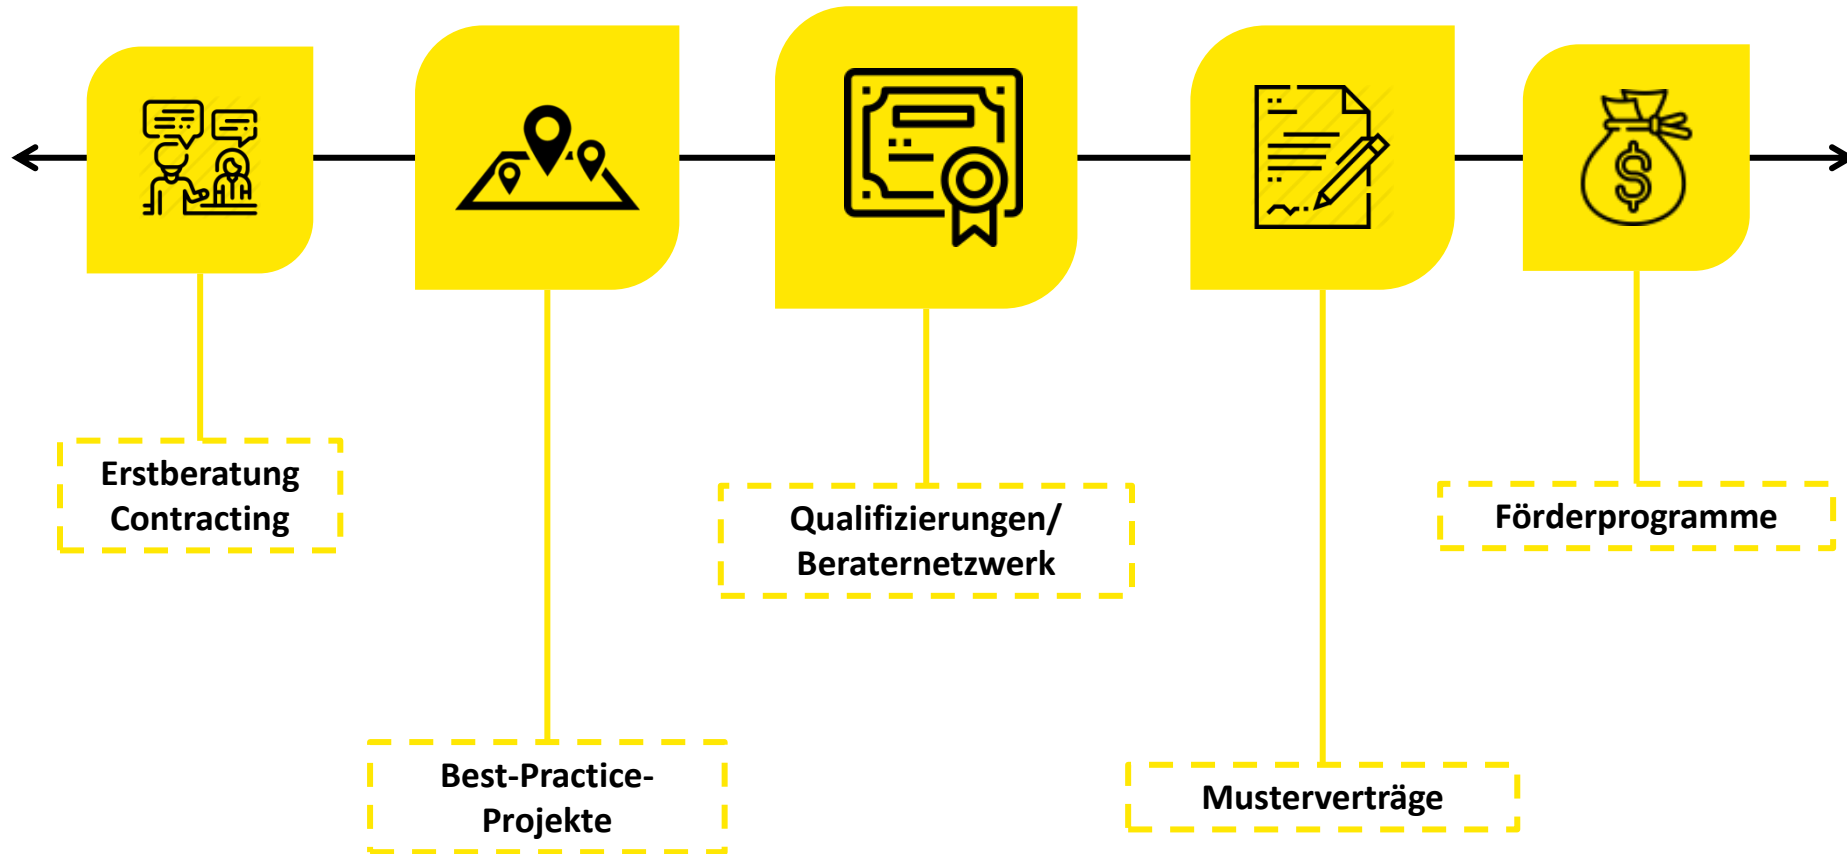 Erstberatung
Contracting
Best-Practice-
Projekte
Qualifizierungen/
Beraternetzwerk
Musterverträge
Förderprogramme